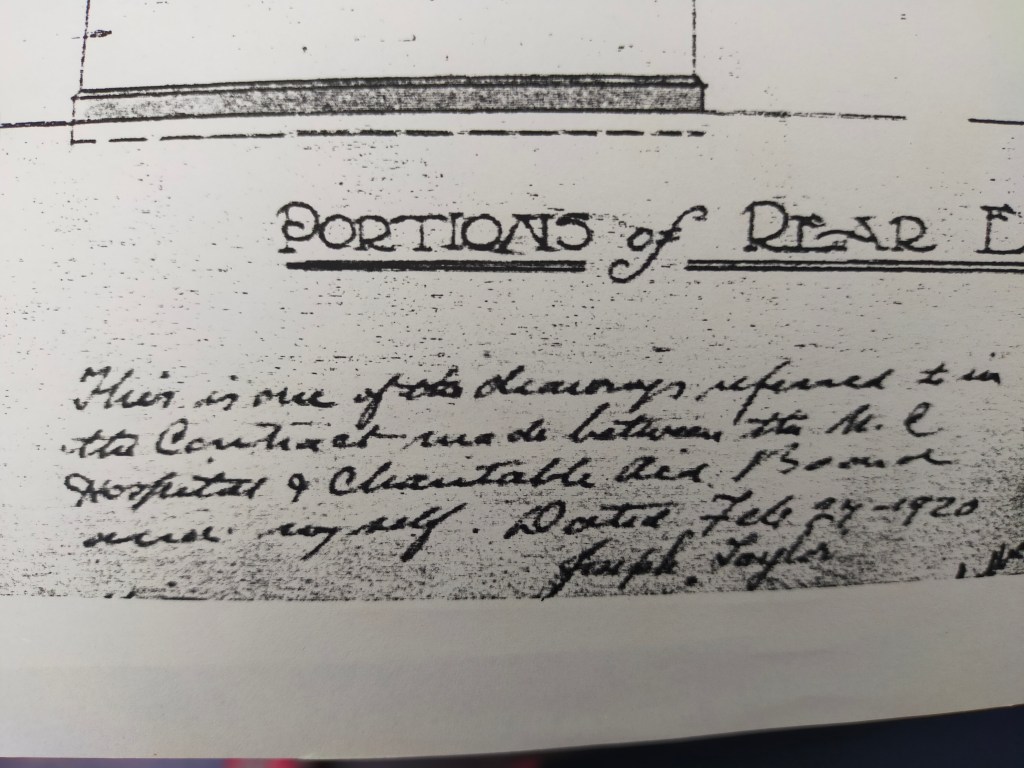 PORTIONS of REAR E
This is one of the drawings referred to in
the Contract made between the N. C
Hospital & Charitable Aid Board
and myself. Dated Feb 27-1920
Joseph Taylor